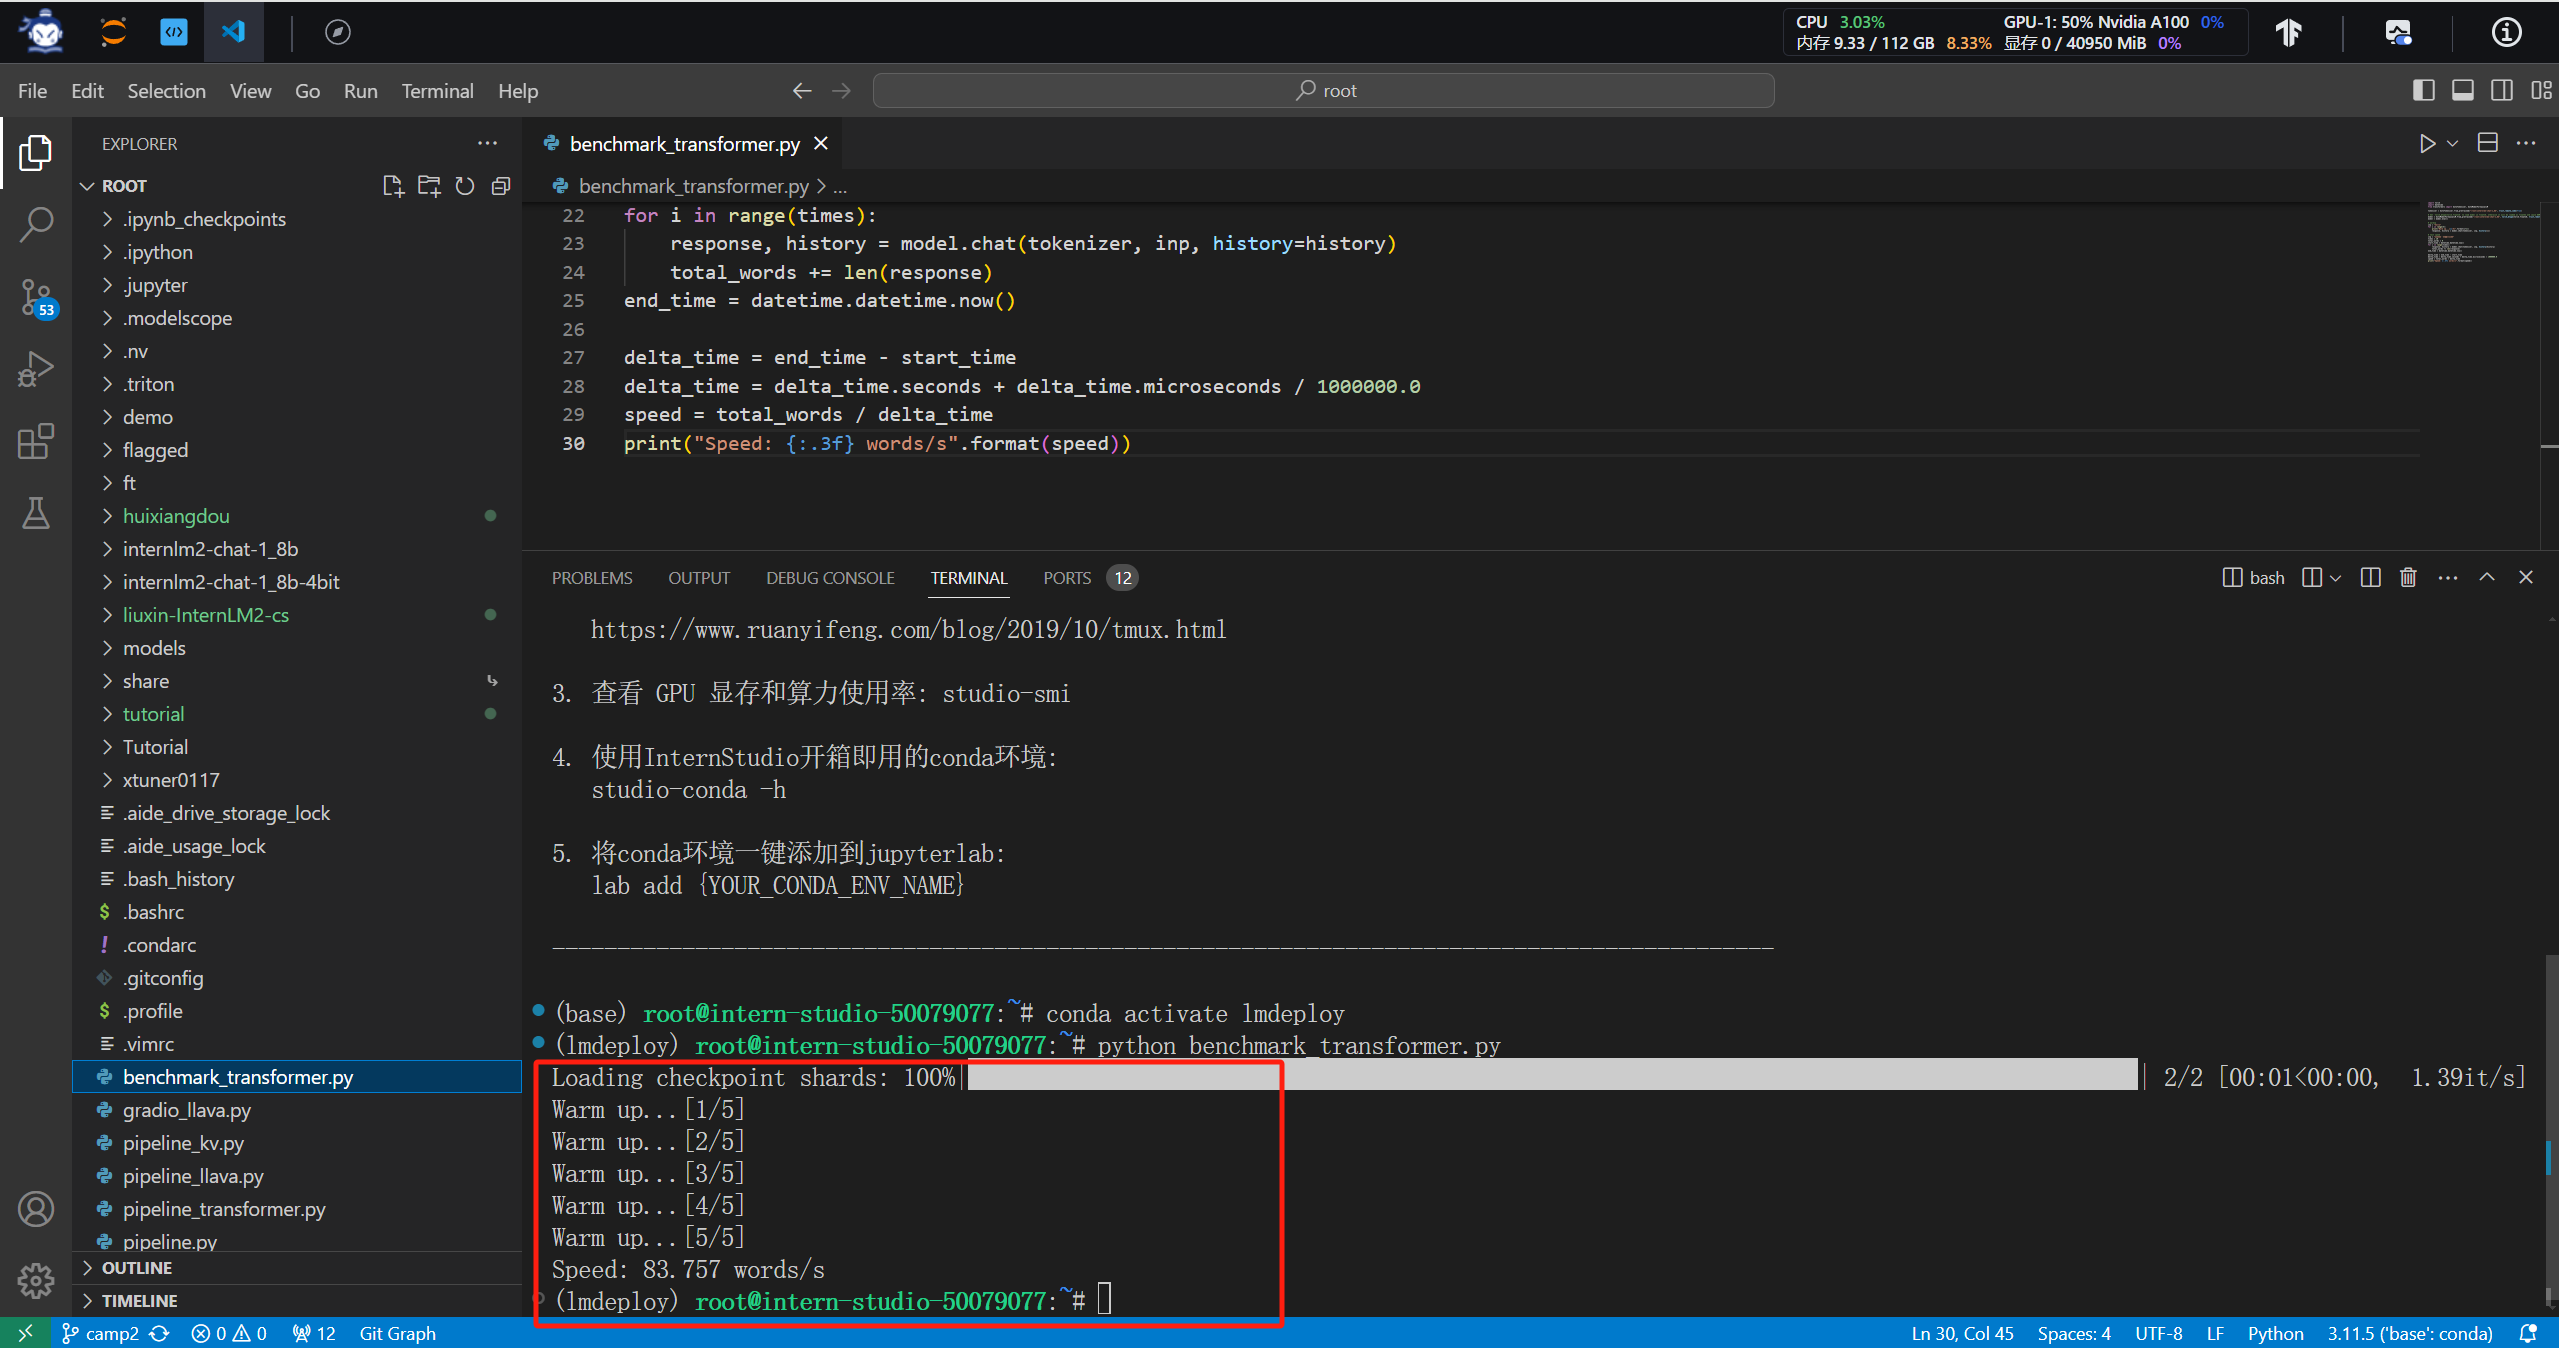 CPU 3.03%
GPU-1: 50% Nvidia A100 0%
内存 9.33 / 112 GB 8.33%
显存 0 / 40950 MiB 0%
File Edit Selection View Go Run Terminal Help
root
EXPLORER
ROOT
.ipynb_checkpoints
.ipython
.jupyter
.modelscope
.nv
.triton
demo
flagged
ft
huixiangdou
internlm2-chat-1_8b
internlm2-chat-1_8b-4bit
liuxin-InternLM2-cs
models
share
tutorial
Tutorial
xtuner0117
.aide_drive_storage_lock
.aide_usage_lock
.bash_history
.bashrc
.condarc
.gitconfig
.profile
.vimrc
benchmark_transformer.py
gradio_llava.py
pipeline_kv.py
pipeline_llava.py
pipeline_transformer.py
pipeline.py
OUTLINE
TIMELINE
53
benchmark_transformer.py
benchmark_transformer.py > ...
22 for i in range(times):
23 response, history = model.chat(tokenizer, inp, history=history)
24 total_words += len(response)
25 end_time = datetime.datetime.now()
26
27 delta_time = end_time - start_time
28 delta_time = delta_time.seconds + delta_time.microseconds / 1000000.0
29 speed = total_words / delta_time
30 print("Speed: {:.3f} words/s".format(speed))
PROBLEMS OUTPUT DEBUG CONSOLE TERMINAL PORTS 12
bash
https://www.ruanyifeng.com/blog/2019/10/tmux.html
3. 查看 GPU 显存和算力使用率: studio-smi
4. 使用InternStudio开箱即用的conda环境:
studio-conda -h
5. 将conda环境一键添加到jupyterlab:
lab add {YOUR_CONDA_ENV_NAME}
----------------------------------------------------------------------------------------------
(base) root@intern-studio-50079077:~# conda activate lmdeploy
(lmdeploy) root@intern-studio-50079077:~# python benchmark_transformer.py
Loading checkpoint shards: 100%| | 2/2 [00:01<00:00, 1.39it/s]
Warm up...[1/5]
Warm up...[2/5]
Warm up...[3/5]
Warm up...[4/5]
Warm up...[5/5]
Speed: 83.757 words/s
(lmdeploy) root@intern-studio-50079077:~#
camp2 0 0 12 Git Graph
Ln 30, Col 45 Spaces: 4 UTF-8 LF Python 3.11.5 ('base': conda)